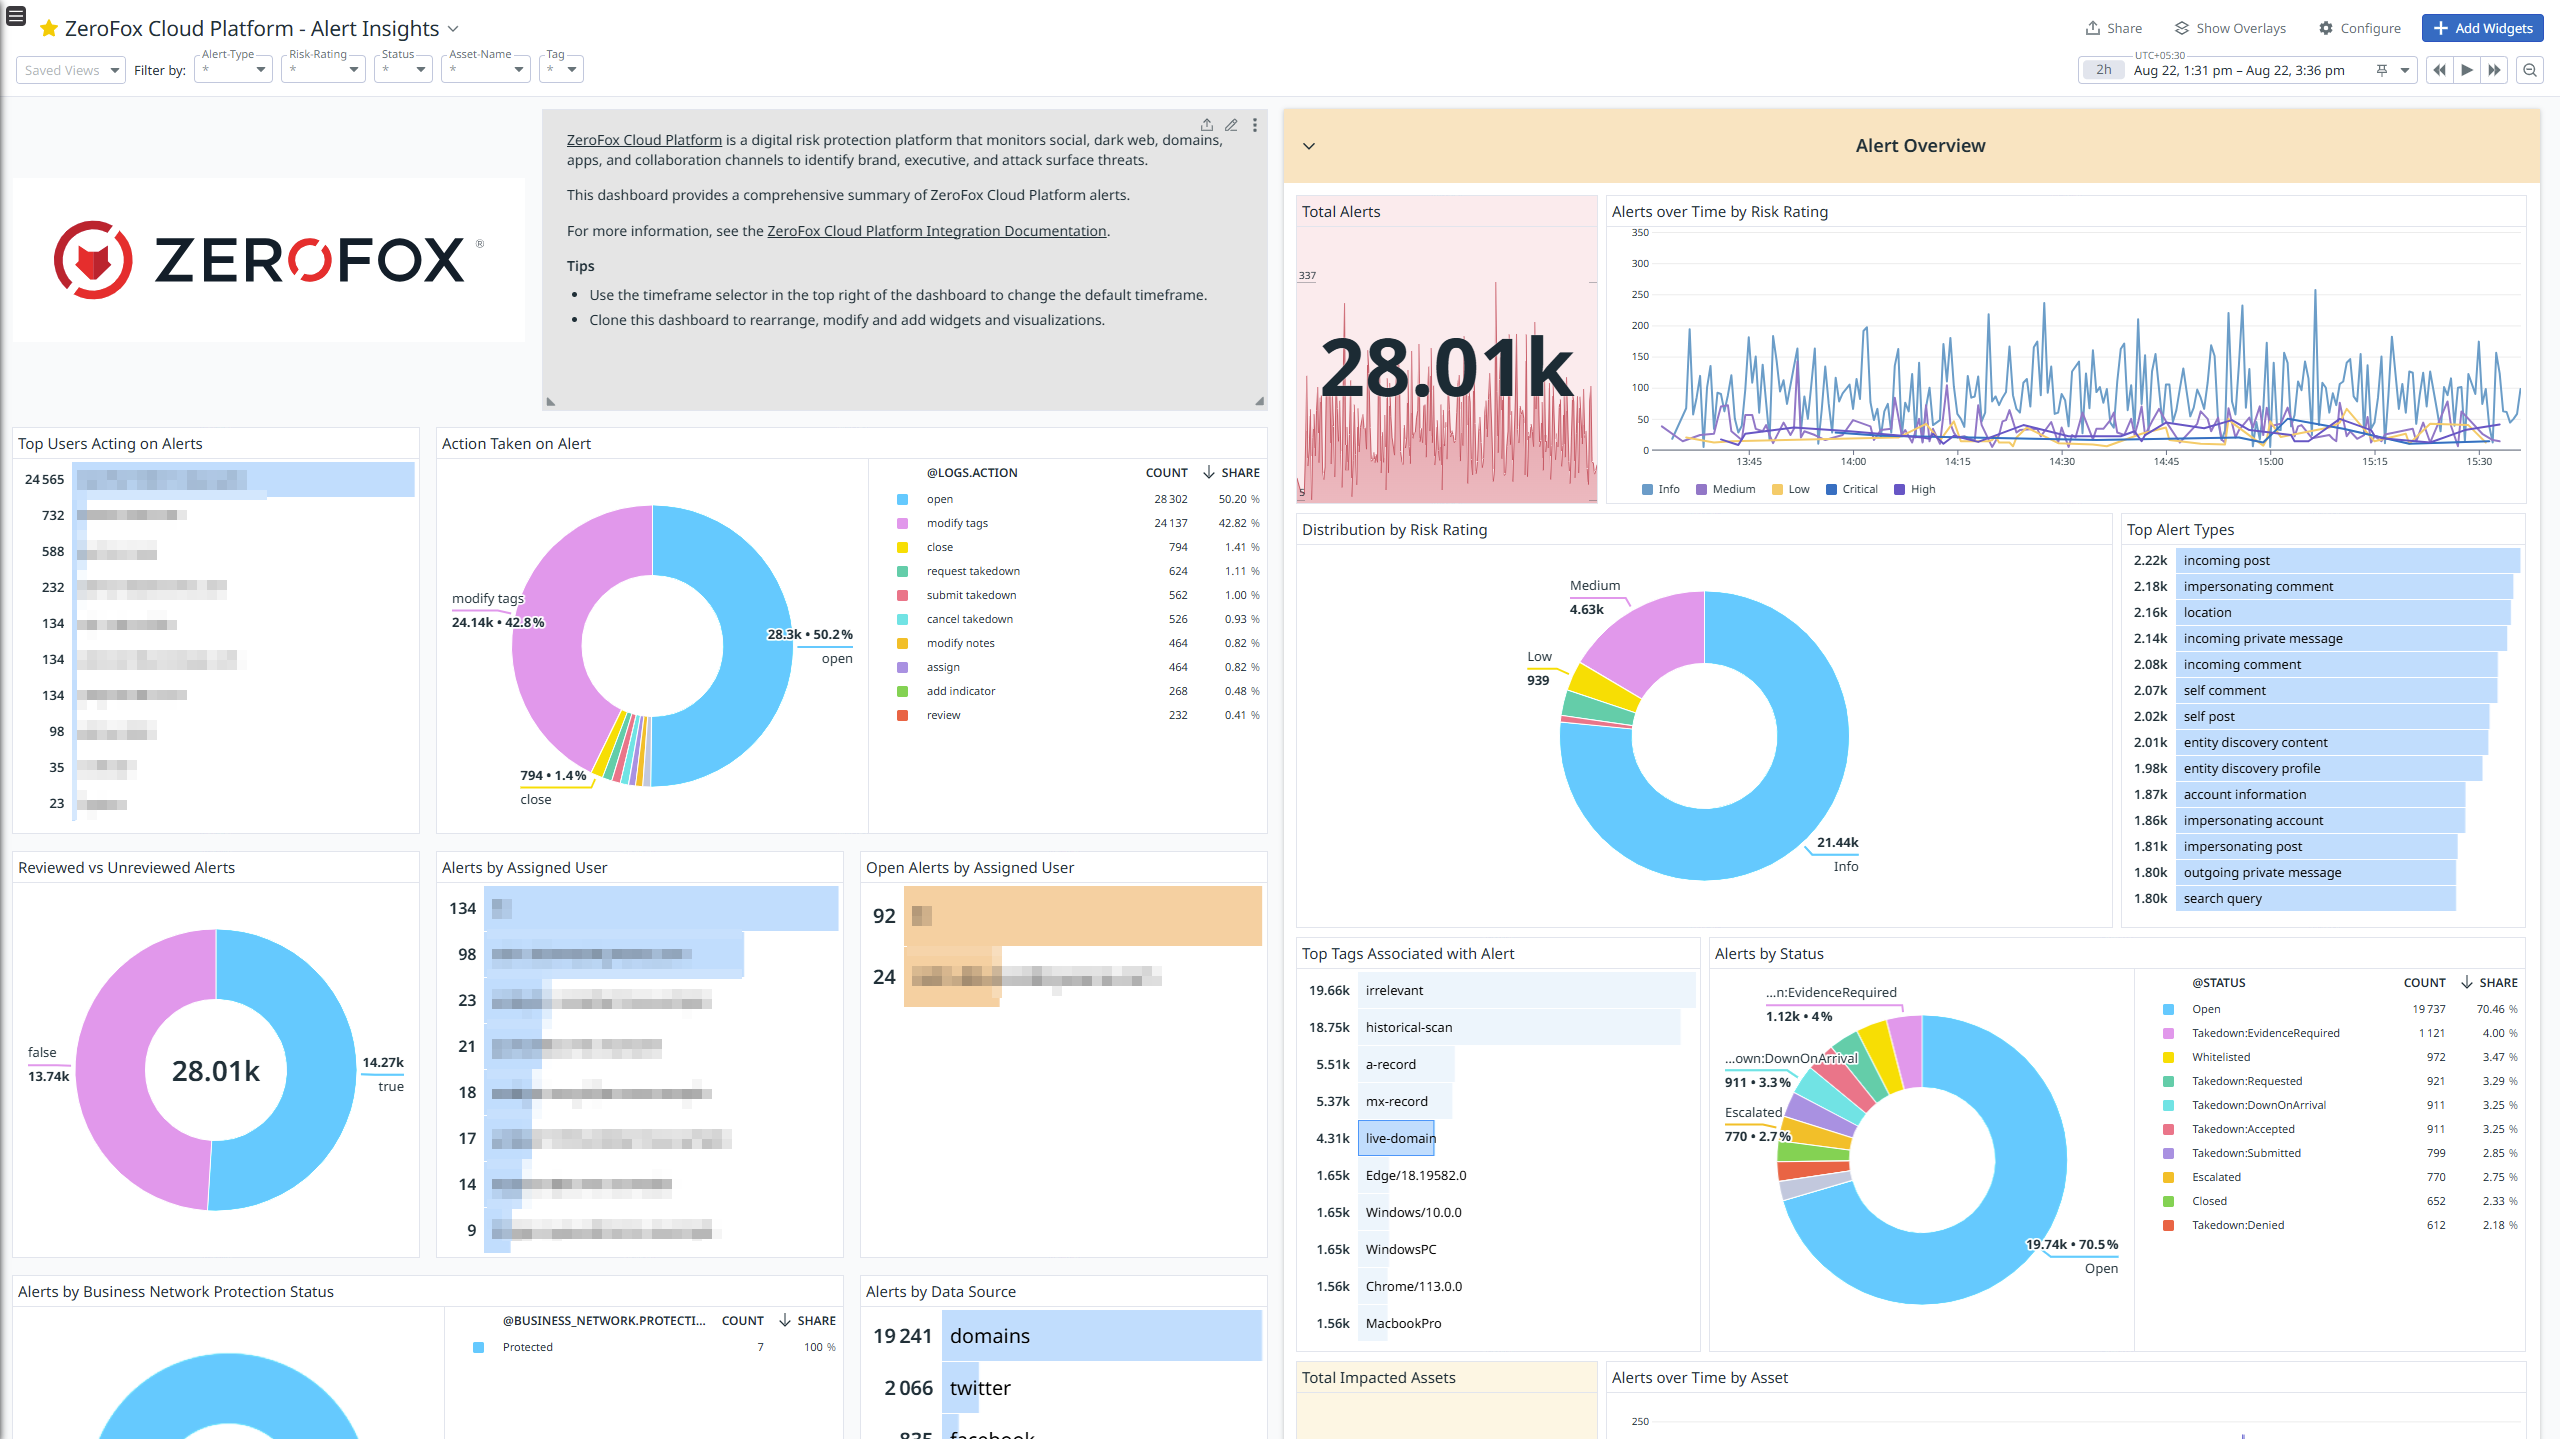 ZeroFox Cloud Platform - Alert Insights
Share
Show Overlays
Configure
Add Widgets
Saved Views
Filter by:
Alert-Type
*
Risk-Rating
*
Status
*
Asset-Name
*
Tag
*
UTC+05:30
2h
Aug 22, 1:31 pm – Aug 22, 3:36 pm
ZEROFOX ®
ZeroFox Cloud Platform is a digital risk protection platform that monitors social, dark web, domains,
apps, and collaboration channels to identify brand, executive, and attack surface threats.
This dashboard provides a comprehensive summary of ZeroFox Cloud Platform alerts.
For more information, see the ZeroFox Cloud Platform Integration Documentation.
Tips
• Use the timeframe selector in the top right of the dashboard to change the default timeframe.
• Clone this dashboard to rearrange, modify and add widgets and visualizations.
Top Users Acting on Alerts
24 565
732
588
232
134
134
134
98
35
23
Action Taken on Alert
modify tags
24.14k • 42.8%
28.3k • 50.2%
open
794 • 1.4%
close
@LOGS.ACTION COUNT SHARE
open 28 302 50.20 %
modify tags 24 137 42.82 %
close 794 1.41 %
request takedown 624 1.11 %
submit takedown 562 1.00 %
cancel takedown 526 0.93 %
modify notes 464 0.82 %
assign 464 0.82 %
add indicator 268 0.48 %
review 232 0.41 %
Reviewed vs Unreviewed Alerts
false
13.74k
28.01k
14.27k
true
Alerts by Assigned User
134
98
23
21
18
17
14
9
Open Alerts by Assigned User
92
24
Alerts by Business Network Protection Status
@BUSINESS_NETWORK.PROTECTI... COUNT SHARE
Protected 7 100 %
Alerts by Data Source
19 241 domains
2 066 twitter
835 facebook
Alert Overview
Total Alerts
337
28.01k
5
Alerts over Time by Risk Rating
350
300
250
200
150
100
50
0
13:45 14:00 14:15 14:30 14:45 15:00 15:15 15:30
Info Medium Low Critical High
Distribution by Risk Rating
Medium
4.63k
Low
939
21.44k
Info
Top Alert Types
2.22k incoming post
2.18k impersonating comment
2.16k location
2.14k incoming private message
2.08k incoming comment
2.07k self comment
2.02k self post
2.01k entity discovery content
1.98k entity discovery profile
1.87k account information
1.86k impersonating account
1.81k impersonating post
1.80k outgoing private message
1.80k search query
Top Tags Associated with Alert
19.66k irrelevant
18.75k historical-scan
5.51k a-record
5.37k mx-record
4.31k live-domain
1.65k Edge/18.19582.0
1.65k Windows/10.0.0
1.65k WindowsPC
1.56k Chrome/113.0.0
1.56k MacbookPro
Alerts by Status
...n:EvidenceRequired
1.12k • 4%
...own:DownOnArrival
911 • 3.3%
Escalated
770 • 2.7%
19.74k • 70.5%
Open
@STATUS COUNT SHARE
Open 19 737 70.46 %
Takedown:EvidenceRequired 1 121 4.00 %
Whitelisted 972 3.47 %
Takedown:Requested 921 3.29 %
Takedown:DownOnArrival 911 3.25 %
Takedown:Accepted 911 3.25 %
Takedown:Submitted 799 2.85 %
Escalated 770 2.75 %
Closed 652 2.33 %
Takedown:Denied 612 2.18 %
Total Impacted Assets
Alerts over Time by Asset
250